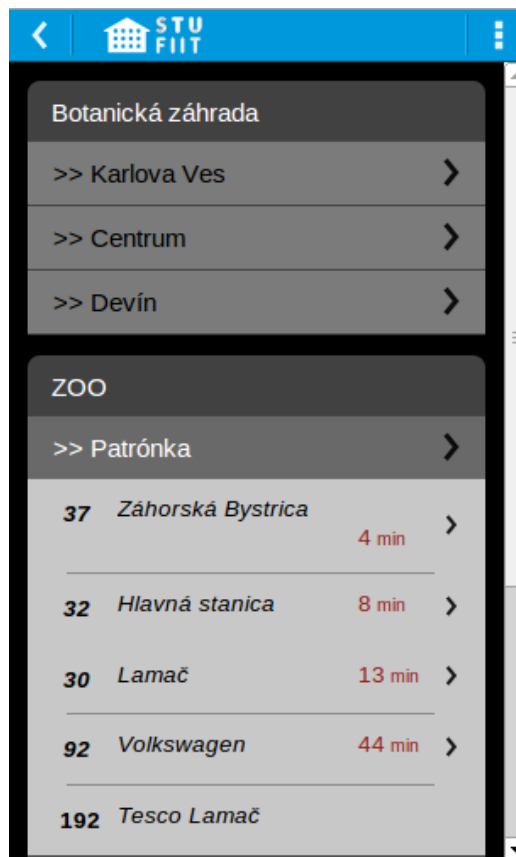 STU
FIIT
Botanická záhrada
>> Karlova Ves
>> Centrum
>> Devín
ZOO
>> Patrónka
37 Záhorská Bystrica 4 min
32 Hlavná stanica 8 min
30 Lamač 13 min
92 Volkswagen 44 min
192 Tesco Lamač